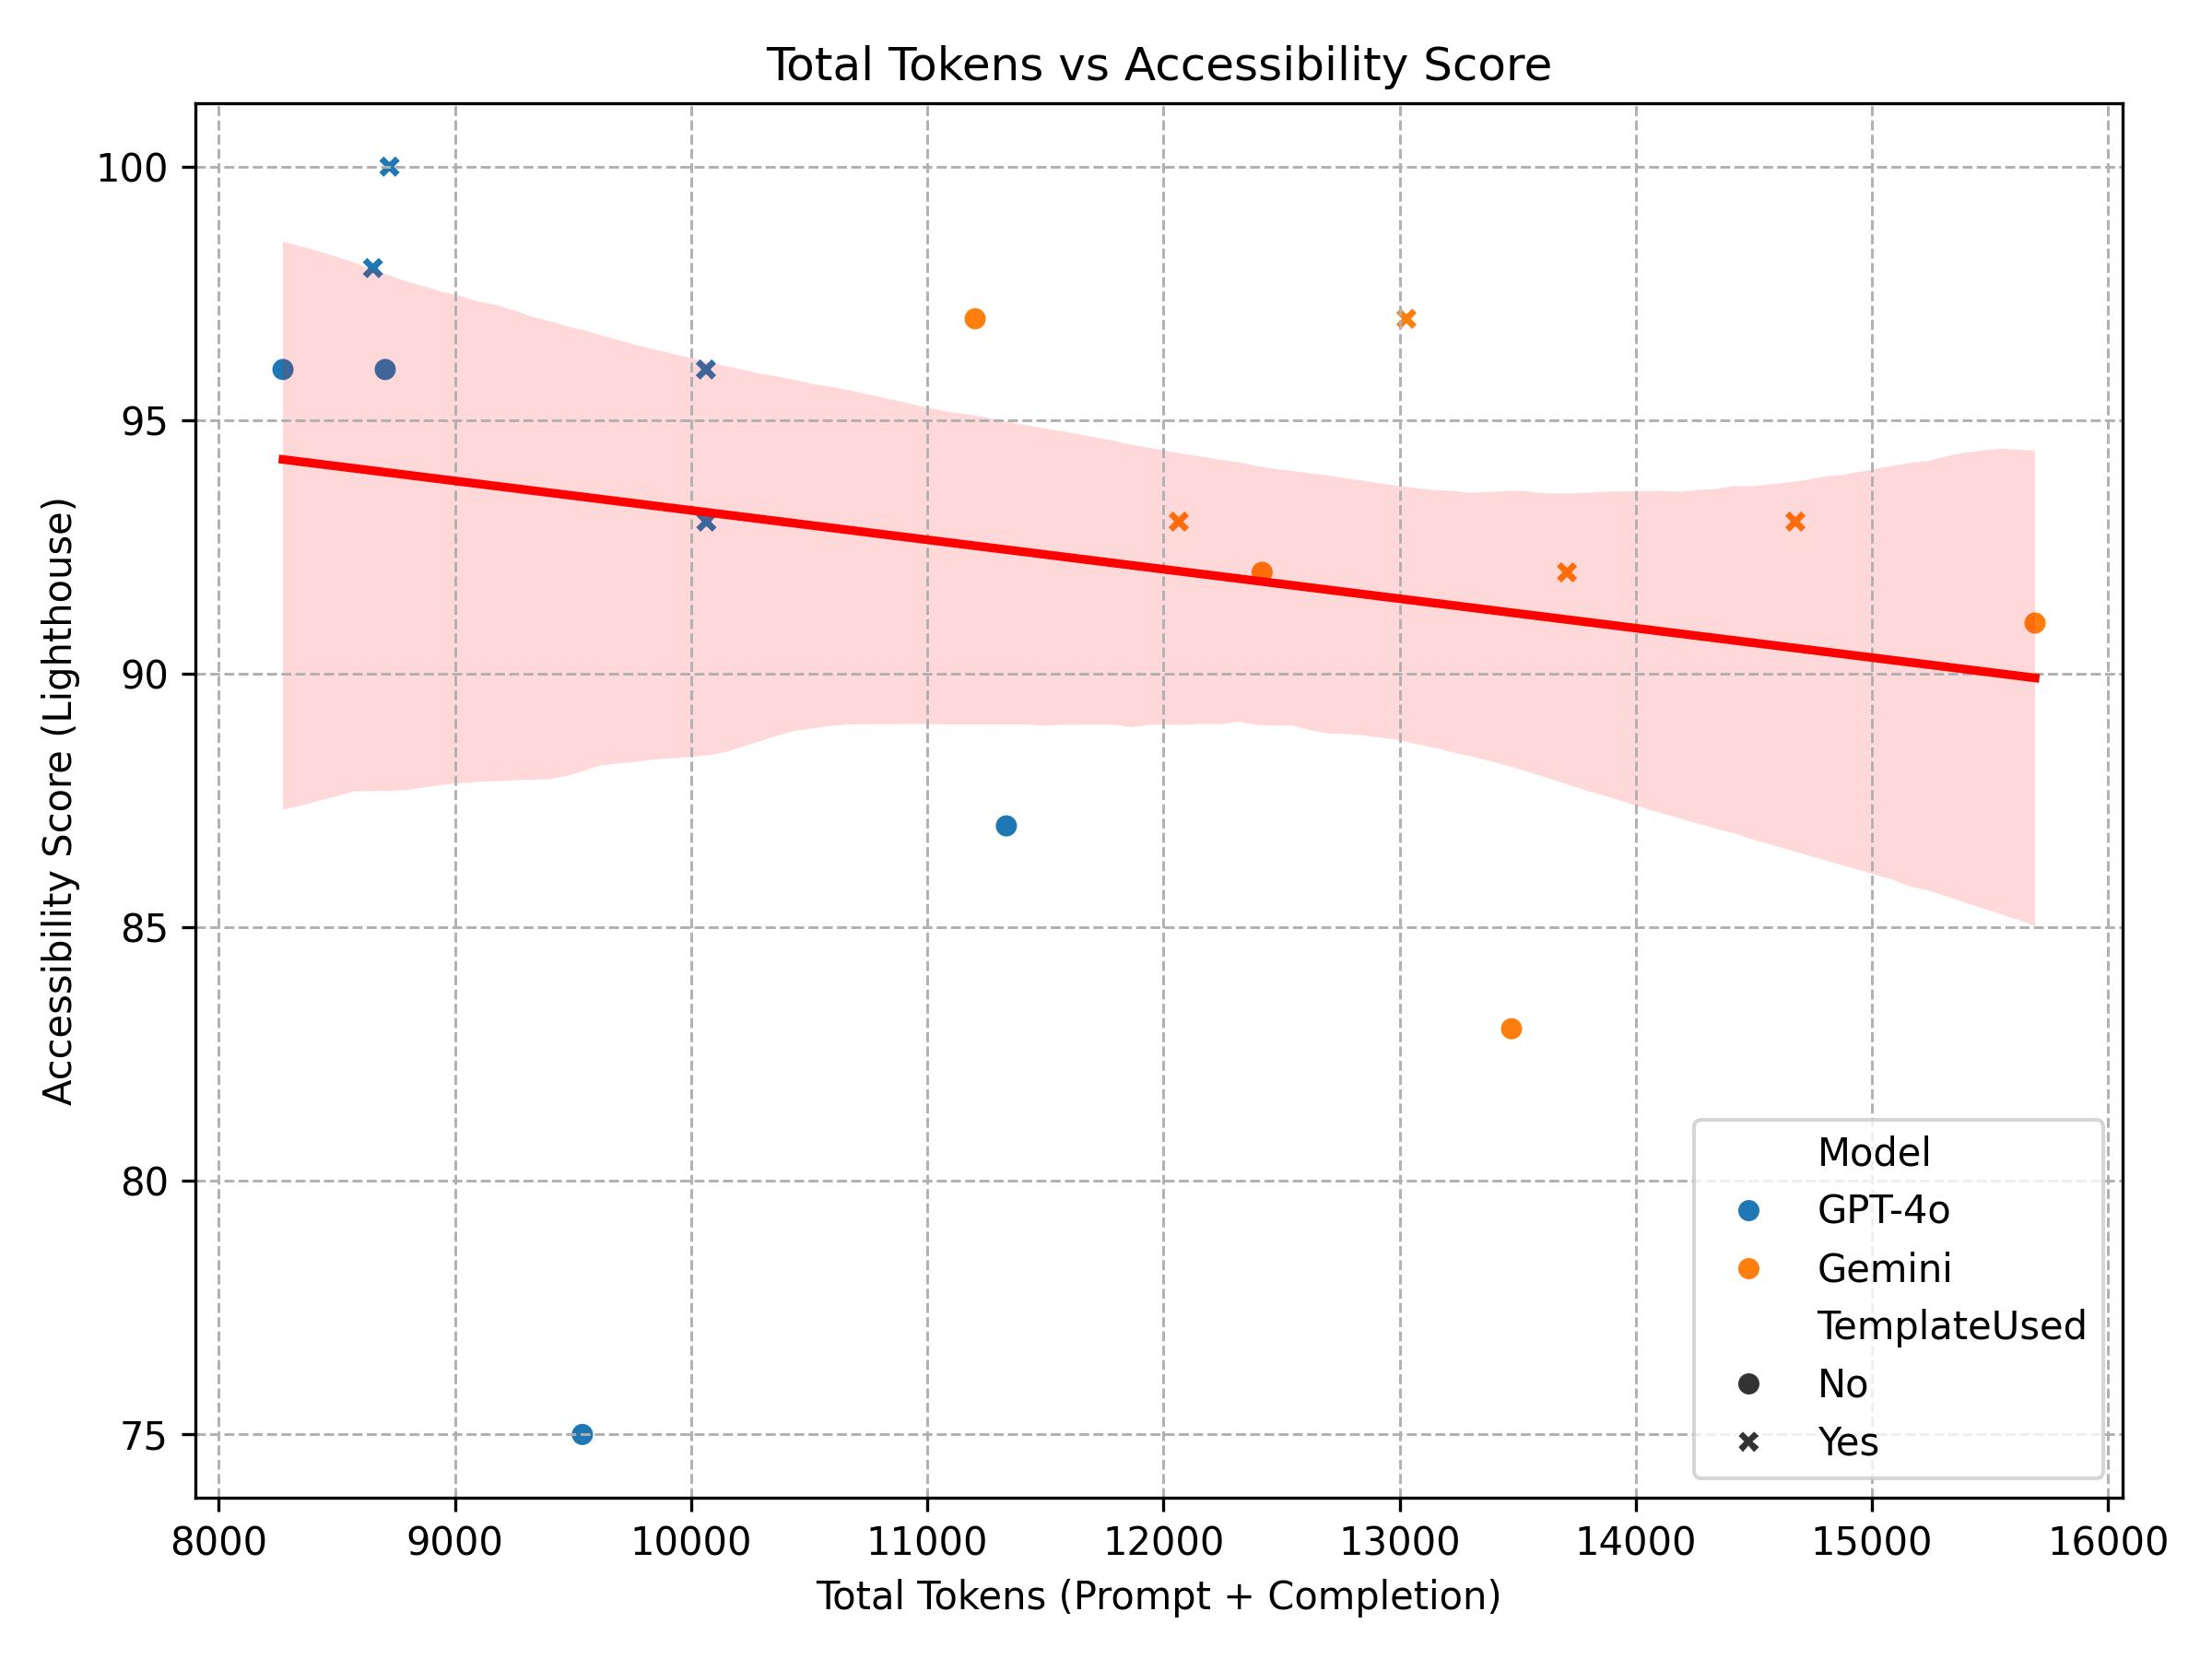 Total Tokens vs Accessibility Score
Accessibility Score (Lighthouse)
100
95
90
85
80
75
8000 9000 10000 11000 12000 13000 14000 15000 16000
Total Tokens (Prompt + Completion)
Model
GPT-4o
Gemini
TemplateUsed
No
Yes